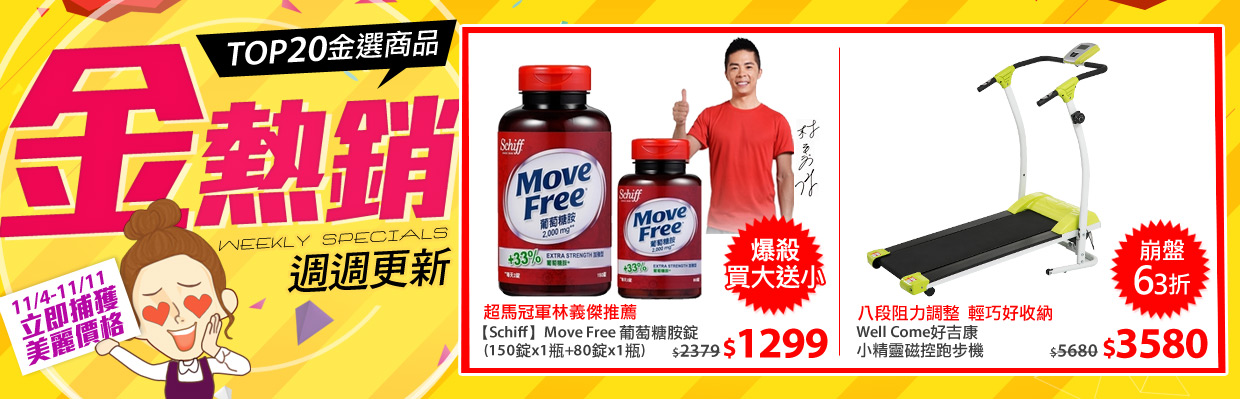 TOP20金選商品
金熱銷
WEEKLY SPECIALS
週週更新
11/4-11/11
立即捕獲
美麗價格
Schiff
Move
Free
葡萄糖胺
2,000 mg
+33%
EXTRA STRENGTH
Schiff
Move
Free
葡萄糖胺
2,000 mg
+33%
EXTRA STRENGTH
爆殺
買大送小
超馬冠軍林義傑推薦
【Schiff】Move Free 葡萄糖胺錠
(150錠x1瓶+80錠x1瓶)
$2379 $1299
崩盤
63折
八段阻力調整 輕巧好收納
Well Come好吉康
小精靈磁控跑步機
$5680 $3580